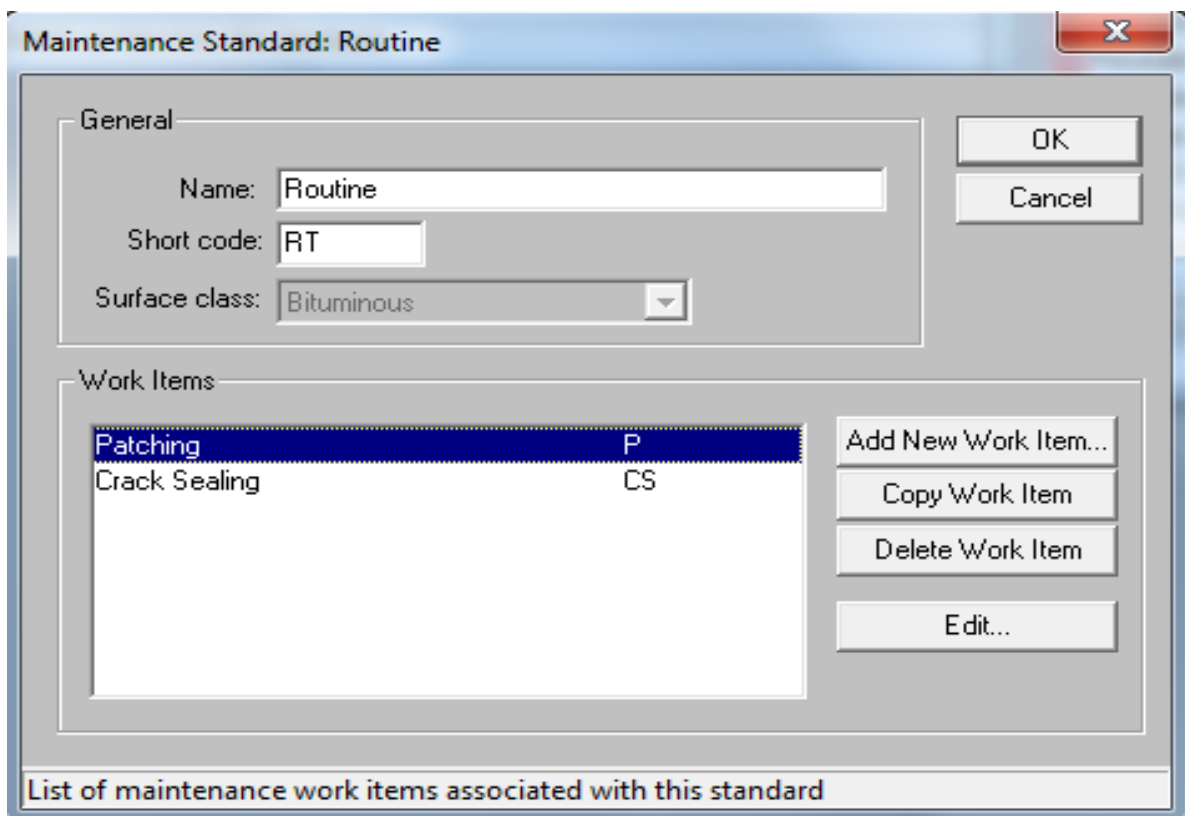 Maintenance Standard: Routine
General
Name: Routine
Short code: RT
Surface class: Bituminous
OK
Cancel
Work Items
Patching P
Crack Sealing CS
Add New Work Item...
Copy Work Item
Delete Work Item
Edit...
List of maintenance work items associated with this standard